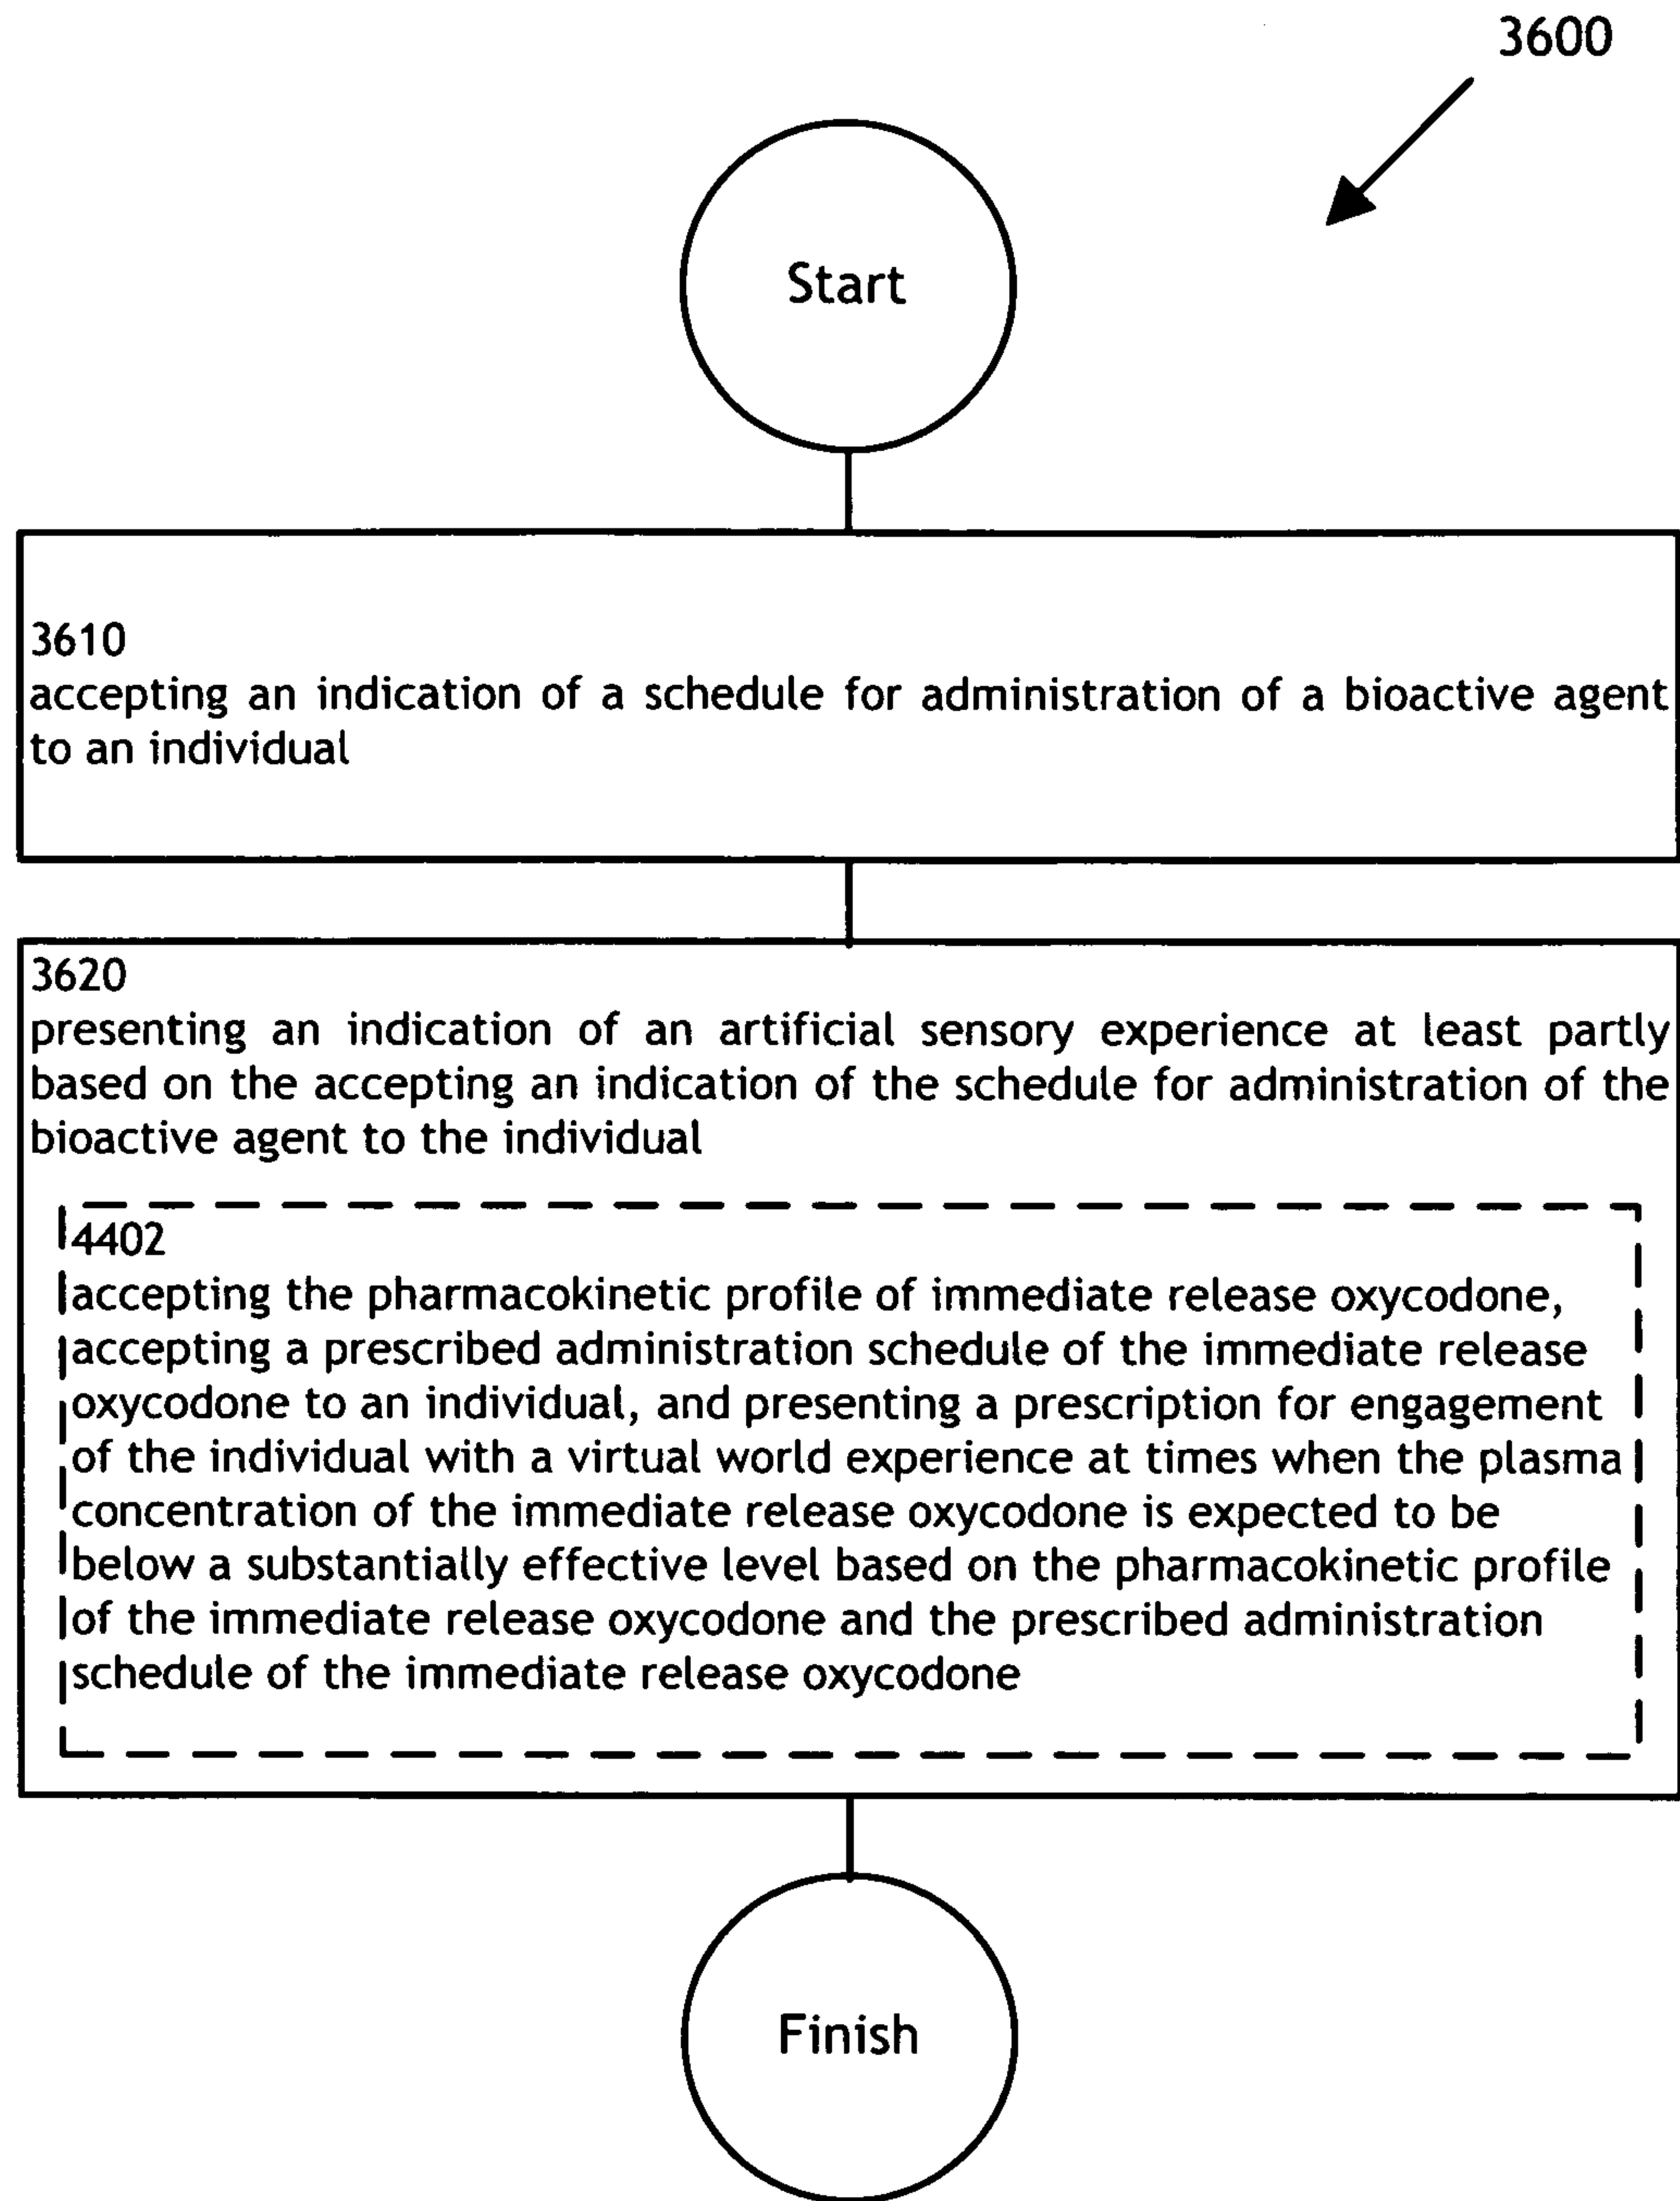 3600
Start
3610
accepting an indication of a schedule for administration of a bioactive agent
to an individual
3620
presenting an indication of an artificial sensory experience at least partly
based on the accepting an indication of the schedule for administration of the
bioactive agent to the individual
4402
accepting the pharmacokinetic profile of immediate release oxycodone,
accepting a prescribed administration schedule of the immediate release
oxycodone to an individual, and presenting a prescription for engagement
of the individual with a virtual world experience at times when the plasma
concentration of the immediate release oxycodone is expected to be
below a substantially effective level based on the pharmacokinetic profile
of the immediate release oxycodone and the prescribed administration
schedule of the immediate release oxycodone
Finish